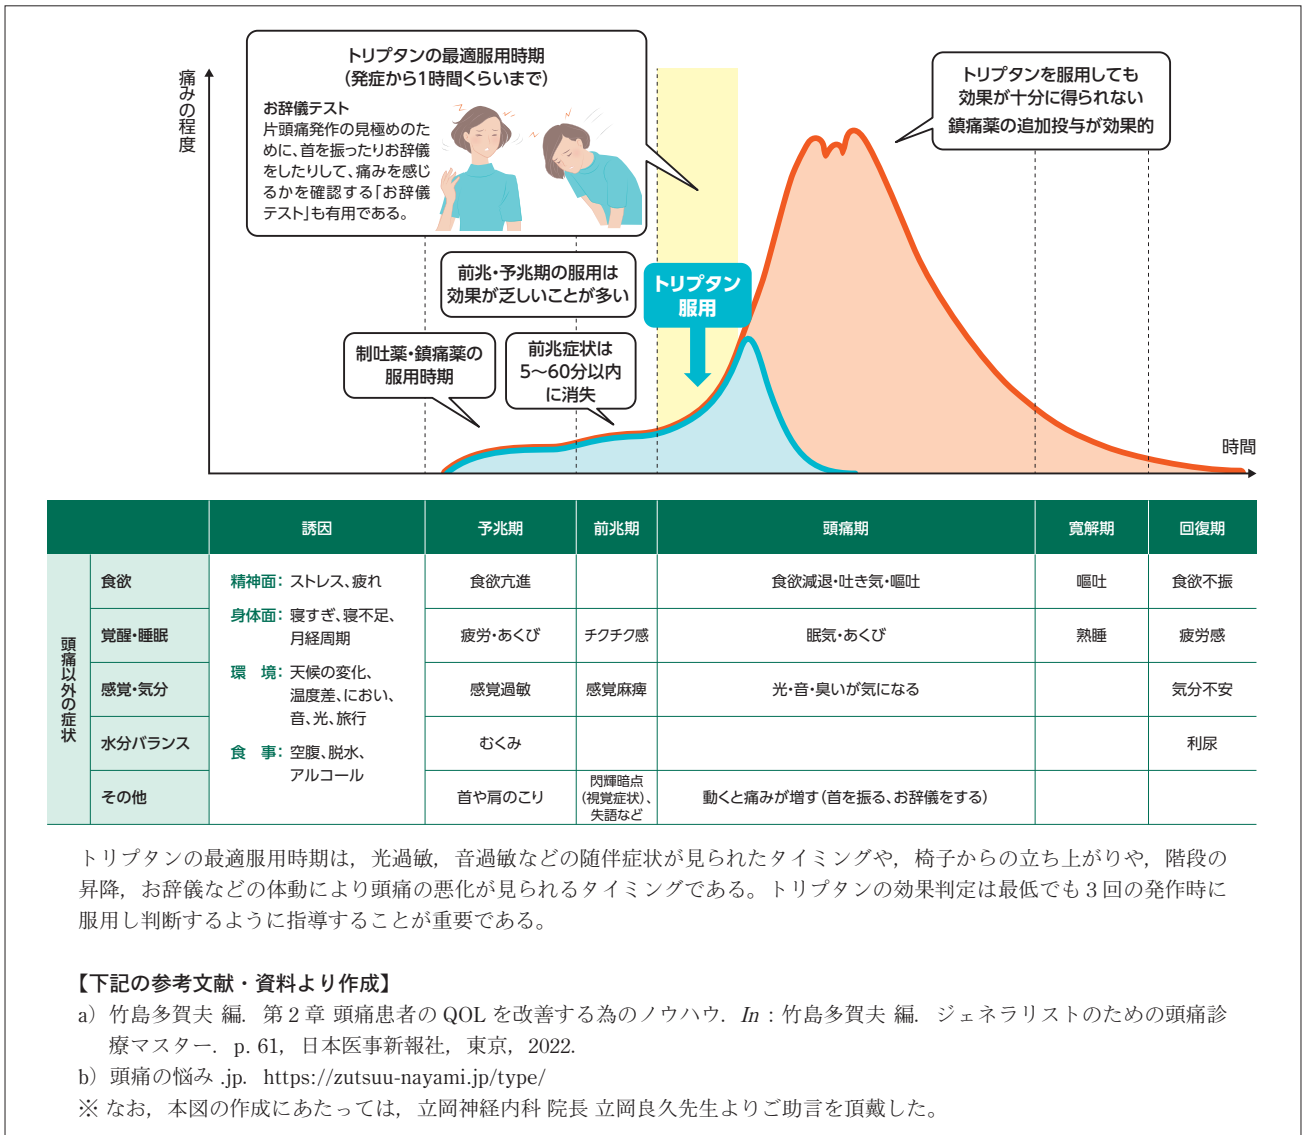 トリプタンの最適服用時期
(発症から1時間くらいまで)
お辞儀テスト
片頭痛発作の見極めのた
めに、首を振ったりお辞儀
をしたりして、痛みを感じ
るかを確認する「お辞儀
テスト」も有用である。
トリプタンを服用しても
効果が十分に得られない
鎮痛薬の追加投与が効果的
痛みの程度
前兆・予兆期の服用は
効果が乏しいことが多い
トリプタン
服用
制吐薬・鎮痛薬の
服用時期
前兆症状は
5〜60分以内
に消失
時間
誘因 予兆期 前兆期 頭痛期 寛解期 回復期
頭痛以外の症状
食欲 食欲亢進 食欲減退・吐き気・嘔吐 嘔吐 食欲不振
覚醒・睡眠 疲労・あくび チクチク感 眠気・あくび 熟睡 疲労感
感覚・気分 感覚過敏 感覚麻痺 光・音・臭いが気になる 気分不安
水分バランス むくみ 利尿
その他 首や肩のこり 閃輝暗点
(視覚症状)、
失語など
動くと痛みが増す(首を振る、お辞儀をする)
精神面：ストレス、疲れ
身体面：寝すぎ、寝不足、
月経周期
環　境：天候の変化、
温度差、におい、
音、光、旅行
食　事：空腹、脱水、
アルコール
トリプタンの最適服用時期は，光過敏，音過敏などの随伴症状が見られたタイミングや，椅子からの立ち上がりや，階段の
昇降，お辞儀などの体動により頭痛の悪化が見られるタイミングである。トリプタンの効果判定は最低でも3回の発作時に
服用し判断するように指導することが重要である。
【下記の参考文献・資料より作成】
a）竹島多賀夫 編．第2章 頭痛患者の QOL を改善する為のノウハウ．In：竹島多賀夫 編．ジェネラリストのための頭痛診
療マスター．p. 61，日本医事新報社，東京，2022.
b）頭痛の悩み .jp. https://zutsuu-nayami.jp/type/
※ なお，本図の作成にあたっては，立岡神経内科 院長 立岡良久先生よりご助言を頂戴した。